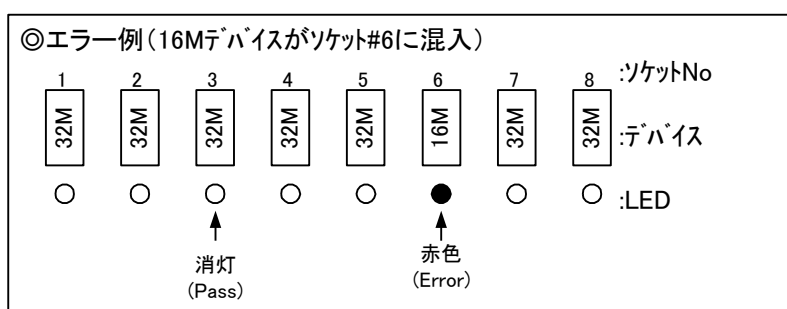 ◎エラー例(16Mﾃﾞﾊﾞｲｽがｿｹｯﾄ#6に混入)
1 2 3 4 5 6 7 8 :ｿｹｯﾄNo
32M 32M 32M 32M 32M 16M 32M 32M :ﾃﾞﾊﾞｲｽ
:LED
消灯 赤色
(Pass) (Error)